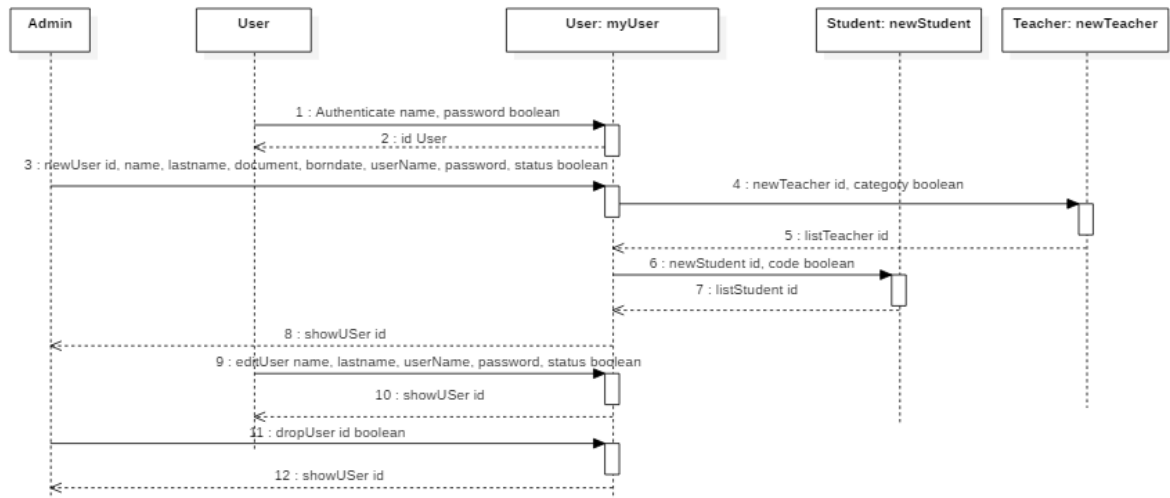 Admin
User
User: myUser
Student: newStudent
Teacher: newTeacher
1 : Authenticate name, password boolean
2 : id User
3 : newUser id, name, lastname, document, borndate, userName, password, status boolean
4 : newTeacher id, category boolean
5 : listTeacher id
6 : newStudent id, code boolean
7 : listStudent id
8 : showUSer id
9 : editUser name, lastname, userName, password, status boolean
10 : showUSer id
11 : dropUser id boolean
12 : showUSer id